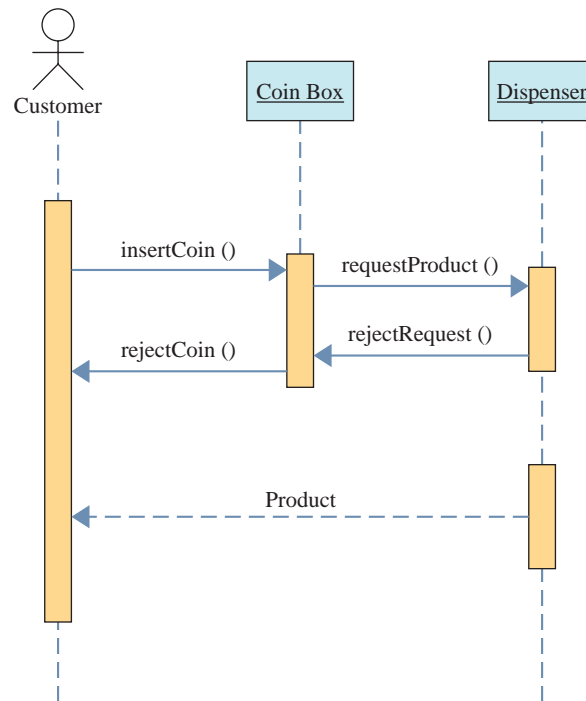 Customer
Coin Box
Dispenser
insertCoin ()
requestProduct ()
rejectRequest ()
rejectCoin ()
Product